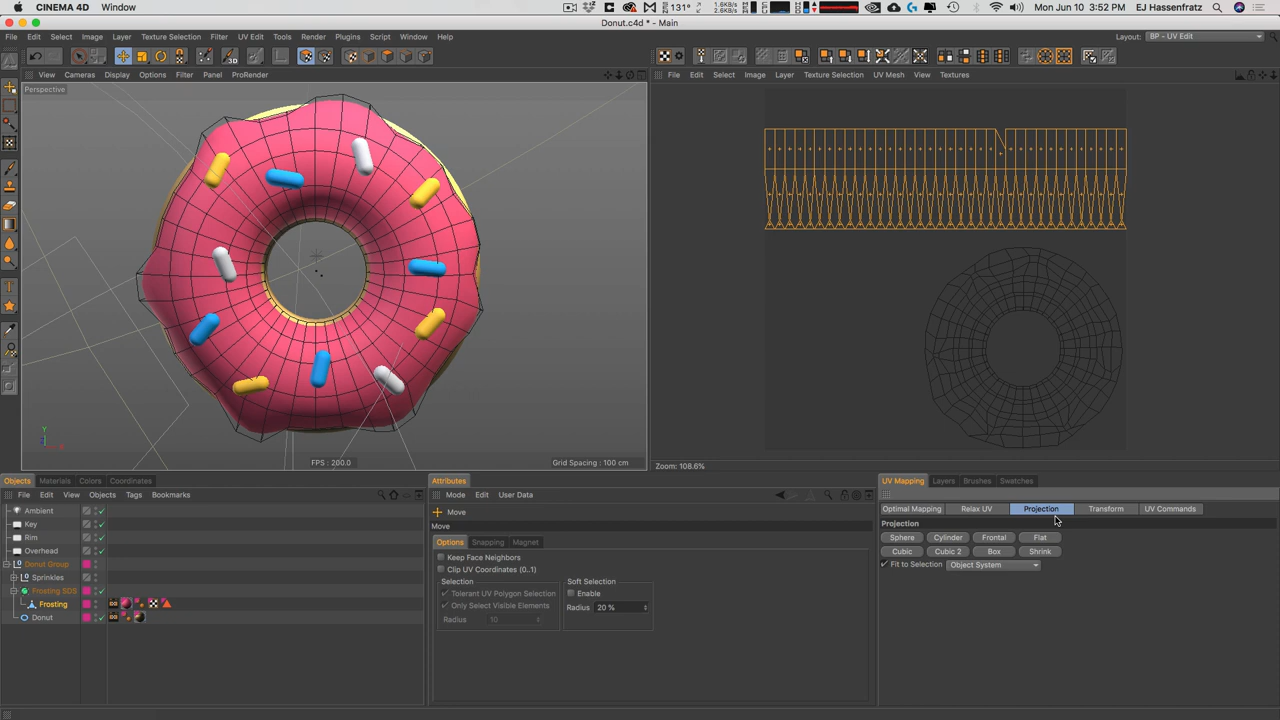 CINEMA 4D Window
131° 1.6KB/s 2.6KB/s Mon Jun 10 3:52 PM EJ Hassenfratz
Donut.c4d * - Main
File Edit Select Image Layer Texture Selection Filter UV Edit Tools Render Plugins Script Window Help
Layout: BP - UV Edit
View Cameras Display Options Filter Panel ProRender
File Edit Select Image Layer Texture Selection UV Mesh View Textures
Perspective
Y
X
FPS : 200.0
Grid Spacing : 100 cm
Zoom: 108.6%
Objects Materials Colors Coordinates
File Edit View Objects Tags Bookmarks
Ambient
Key
Rim
Overhead
Donut Group
Sprinkles
Frosting SDS
Frosting
Donut
Attributes
Mode Edit User Data
Move
Move
Options Snapping Magnet
Keep Face Neighbors
Clip UV Coordinates (0..1)
Selection
Tolerant UV Polygon Selection
Only Select Visible Elements
Radius 10
Soft Selection
Enable
Radius 20 %
UV Mapping Layers Brushes Swatches
Optimal Mapping Relax UV Projection Transform UV Commands
Projection
Sphere Cylinder Frontal Flat
Cubic Cubic 2 Box Shrink
Fit to Selection Object System